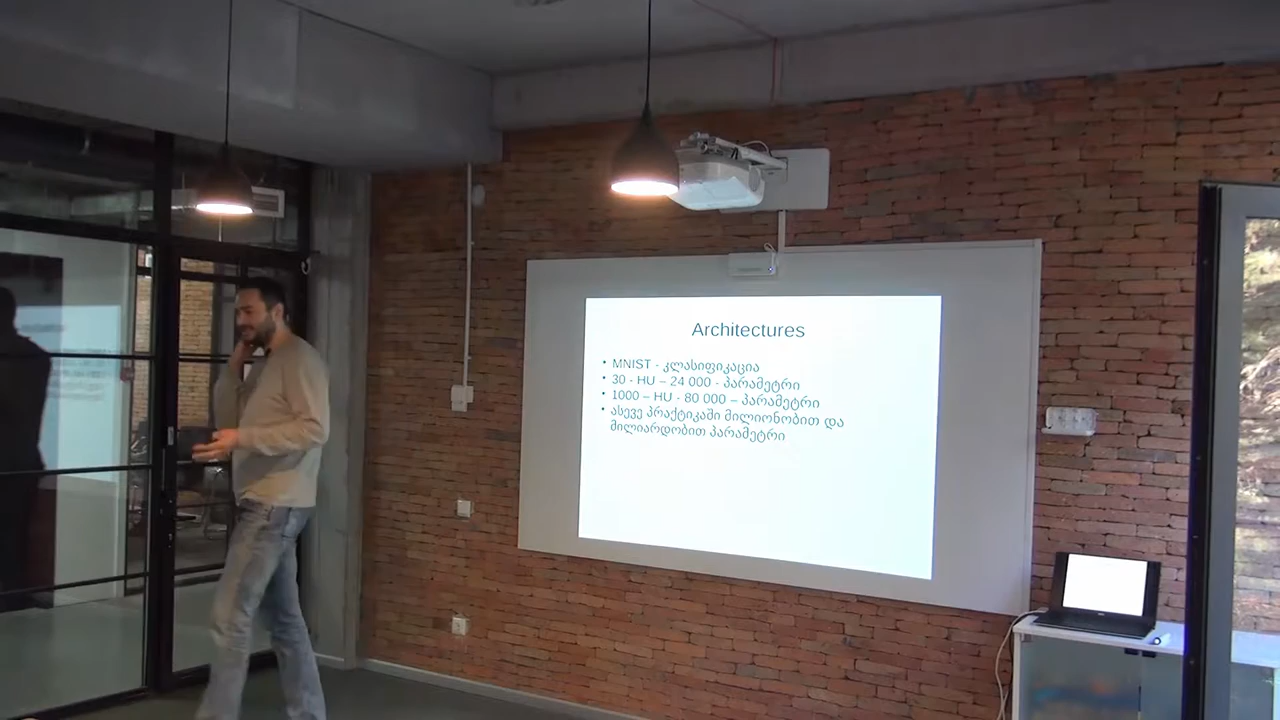 Architectures
• MNIST - კლასიფიკაცია
• 30 - HU – 24 000 - პარამეტრი
• 1000 – HU - 80 000 – პარამეტრი
• ასევე პრაქტიკაში მილიონობით და
მილიარდობით პარამეტრი